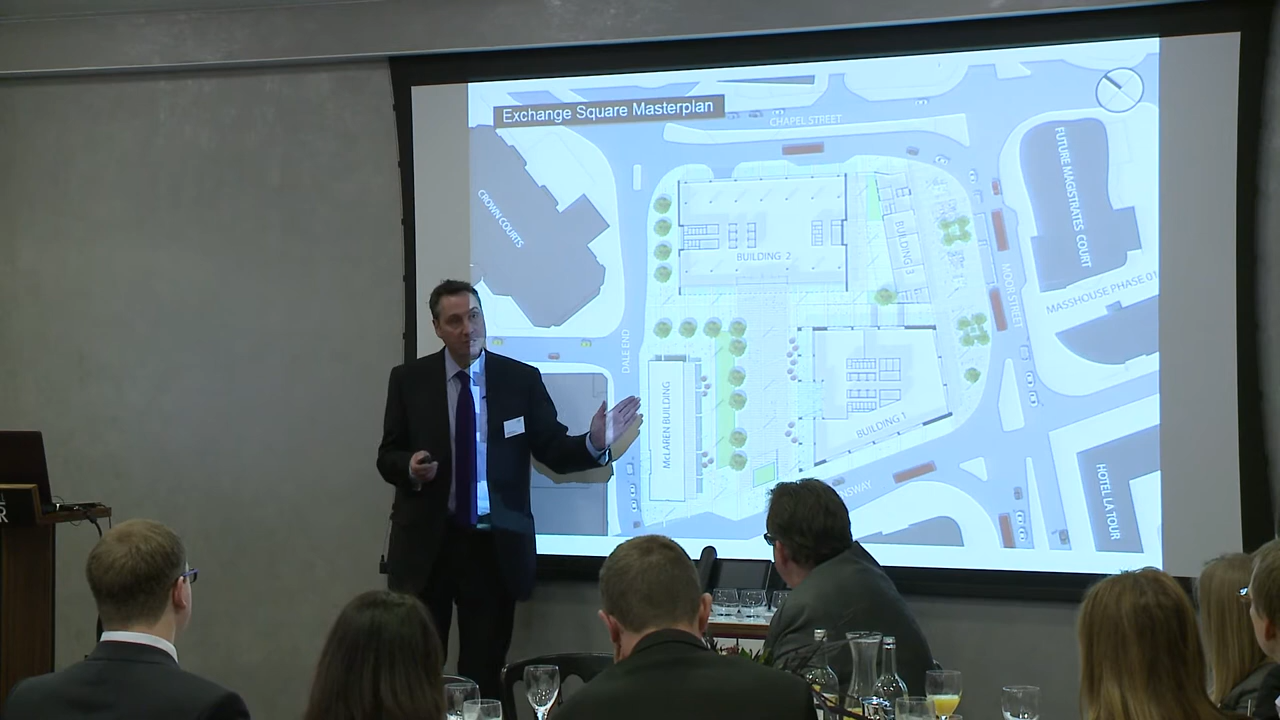 Exchange Square Masterplan
CHAPEL STREET
CROWN COURTS
FUTURE MAGISTRATES COURT
BUILDING 2
BUILDING 3
MOOR STREET
MASSHOUSE PHASE 01
DALE END
McLAREN BUILDING
BUILDING 1
HOTEL LA TOUR